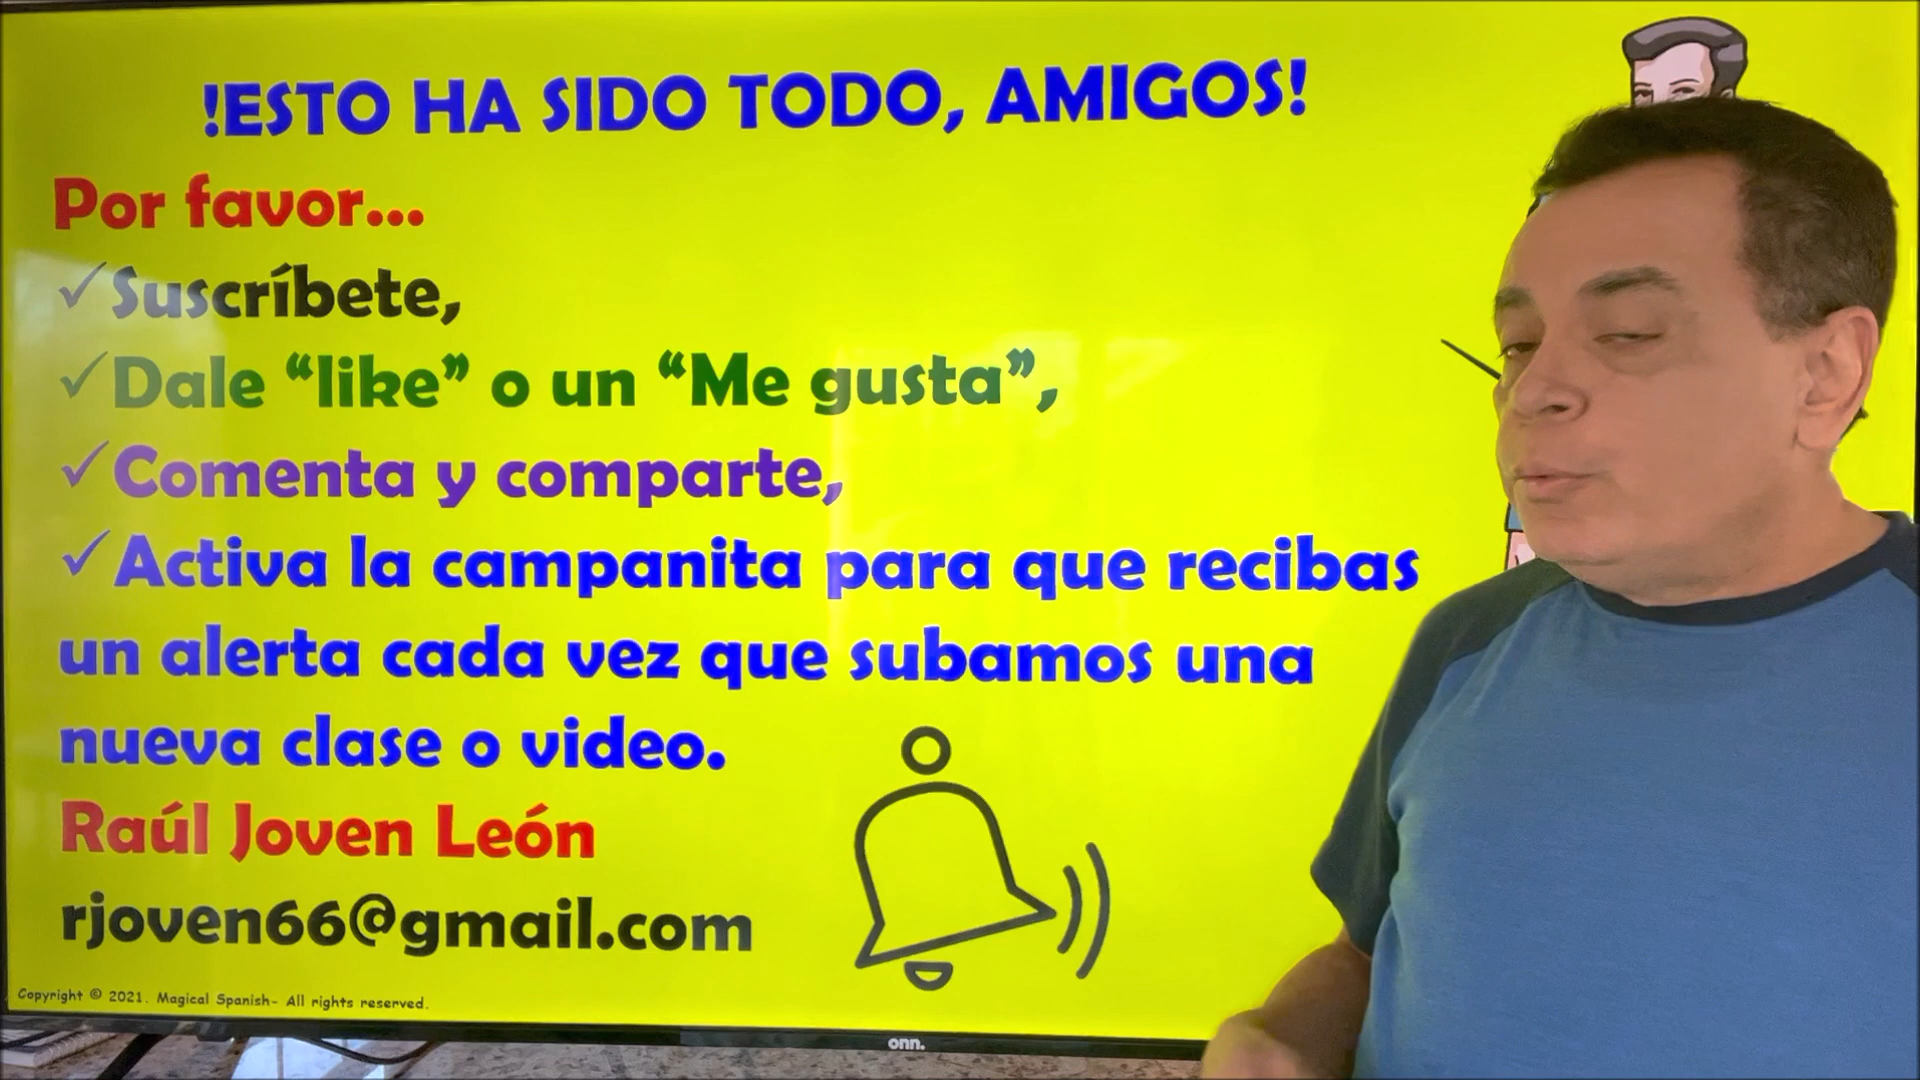 !ESTO HA SIDO TODO, AMIGOS!
Por favor...
✓Suscríbete,
✓Dale “like” o un “Me gusta”,
✓Comenta y comparte,
✓Activa la campanita para que recibas
un alerta cada vez que subamos una
nueva clase o video.
Raúl Joven León
rjoven66@gmail.com
Copyright © 2021. Magical Spanish- All rights reserved.
onn.